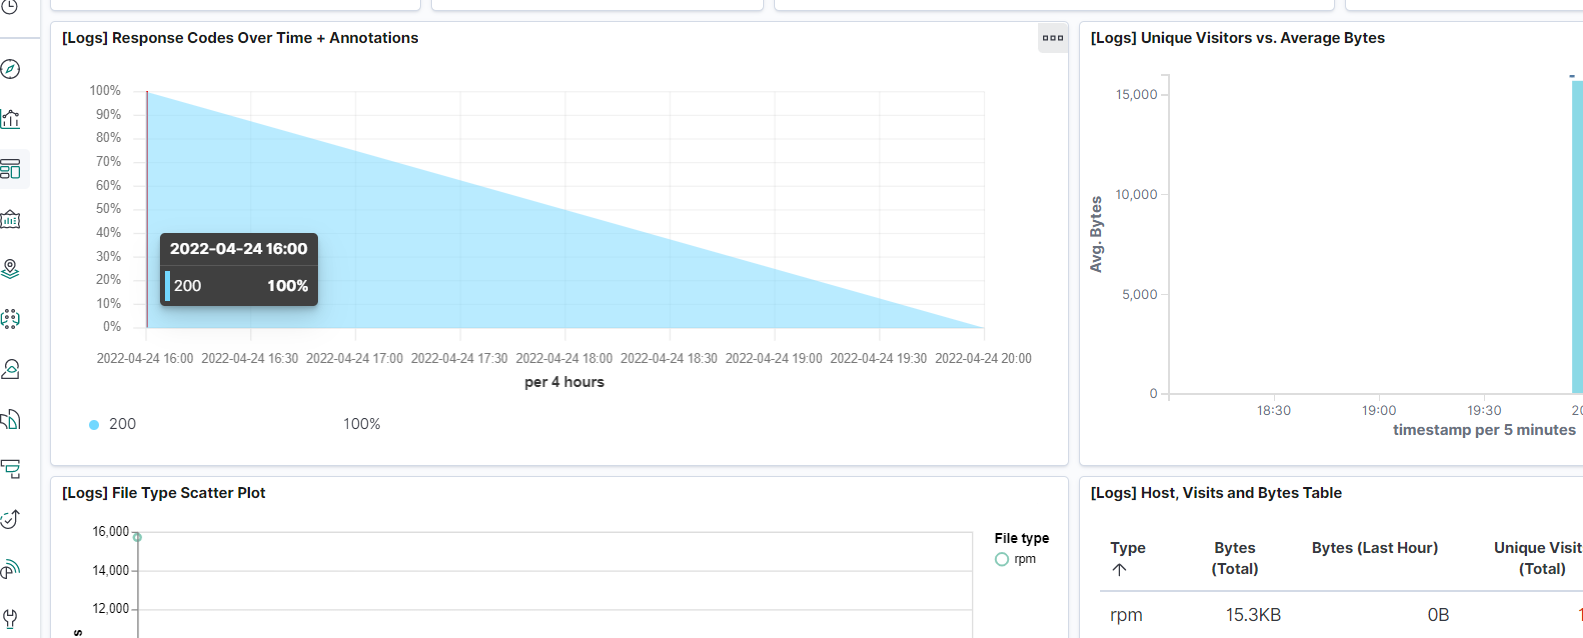 [Logs] Response Codes Over Time + Annotations
100%
90%
80%
70%
60%
50%
40%
30%
20%
10%
0%
2022-04-24 16:00
200 100%
2022-04-24 16:00 2022-04-24 16:30 2022-04-24 17:00 2022-04-24 17:30 2022-04-24 18:00 2022-04-24 18:30 2022-04-24 19:00 2022-04-24 19:30 2022-04-24 20:00
per 4 hours
200 100%
[Logs] Unique Visitors vs. Average Bytes
15,000
10,000
5,000
0
Avg. Bytes
18:30 19:00 19:30
timestamp per 5 minutes
[Logs] File Type Scatter Plot
16,000
14,000
12,000
File type
rpm
[Logs] Host, Visits and Bytes Table
Type Bytes (Last Hour)
Bytes
(Total)
Unique Visit
(Total)
rpm 15.3KB 0B